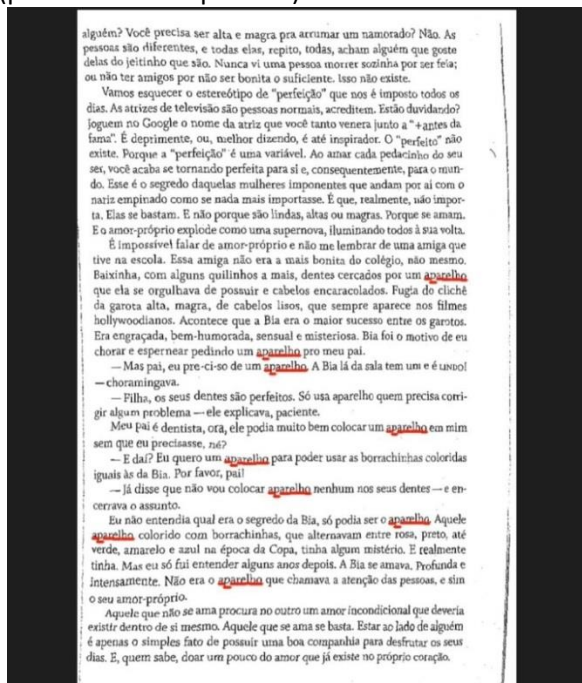 alguém? Você precisa ser alta e magra pra arrumar um namorado? Não. As
pessoas são diferentes, e todas elas, repito, todas, acham alguém que goste
delas do jeitinho que são. Nunca vi uma pessoa morrer sozinha por ser feia;
ou não ter amigos por não ser bonita o suficiente. Isso não existe.
Vamos esquecer o estereótipo de "perfeição" que nos é imposto todos os
dias. As atrizes de televisão são pessoas normais, acreditem. Estão duvidando?
Joguem no Google o nome da atriz que você tanto venera junto a "+antes da
fama". É deprimente, ou, melhor dizendo, é até inspirador. O "perfeito" não
existe. Porque a "perfeição" é uma variável. Ao amar cada pedacinho do seu
ser, você acaba se tornando perfeita para si e, consequentemente, para o mun-
do. Esse é o segredo daquelas mulheres imponentes que andam por aí com o
nariz empinado como se nada mais importasse. É que, realmente, não impor-
ta. Elas se bastam. E não porque são lindas, altas ou magras. Porque se amam.
E o amor-próprio explode como uma supernova, iluminando todos à sua volta.
É impossível falar de amor-próprio e não me lembrar de uma amiga que
tive na escola. Essa amiga não era a mais bonita do colégio, não mesmo.
Baixinha, com alguns quilinhos a mais, dentes cercados por um aparelho
que ela se orgulhava de possuir e cabelos encaracolados. Fugia do clichê
da garota alta, magra, de cabelos lisos, que sempre aparece nos filmes
hollywoodianos. Acontece que a Bia era o maior sucesso entre os garotos.
Era engraçada, bem-humorada, sensual e misteriosa. Bia foi o motivo de eu
chorar e espernear pedindo um aparelho pro meu pai.
— Mas pai, eu pre-ci-so de um aparelho. A Bia lá da sala tem um e é LINDO!
— choramingava.
— Filha, os seus dentes são perfeitos. Só usa aparelho quem precisa corri-
gir algum problema — ele explicava, paciente.
Meu pai é dentista, ora, ele podia muito bem colocar um aparelho em mim
sem que eu precisasse, né?
— E daí? Eu quero um aparelho para poder usar as borrachinhas coloridas
iguais às da Bia. Por favor, pai!
— Já disse que não vou colocar aparelho nenhum nos seus dentes — e en-
cerrava o assunto.
Eu não entendia qual era o segredo da Bia, só podia ser o aparelho. Aquele
aparelho colorido com borrachinhas, que alternavam entre rosa, preto, até
verde, amarelo e azul na época da Copa, tinha algum mistério. E realmente
tinha. Mas eu só fui entender alguns anos depois. A Bia se amava. Profunda e
intensamente. Não era o aparelho que chamava a atenção das pessoas, e sim
o seu amor-próprio.
Aquele que não se ama procura no outro um amor incondicional que deveria
existir dentro de si mesmo. Aquele que se ama se basta. Estar ao lado de alguém
é apenas o simples fato de possuir uma boa companhia para desfrutar os seus
dias. E, quem sabe, doar um pouco do amor que já existe no próprio coração.